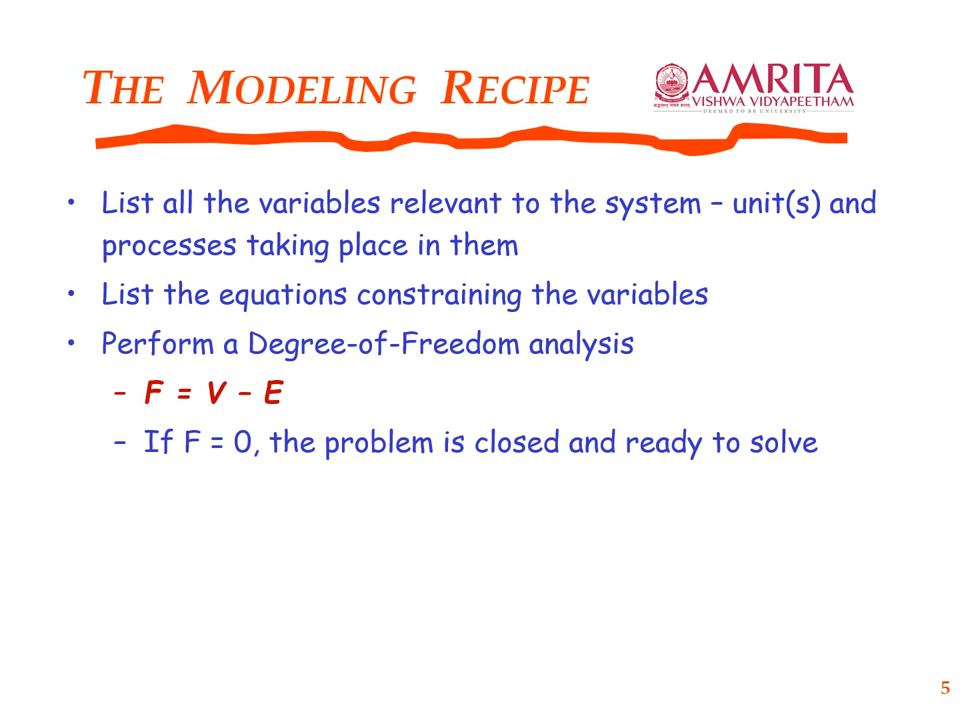 THE MODELING RECIPE
AMRITA
VISHWA VIDYAPEETHAM
DEEMED TO BE UNIVERSITY
• List all the variables relevant to the system – unit(s) and
processes taking place in them
• List the equations constraining the variables
• Perform a Degree-of-Freedom analysis
– F = V – E
– If F = 0, the problem is closed and ready to solve
5